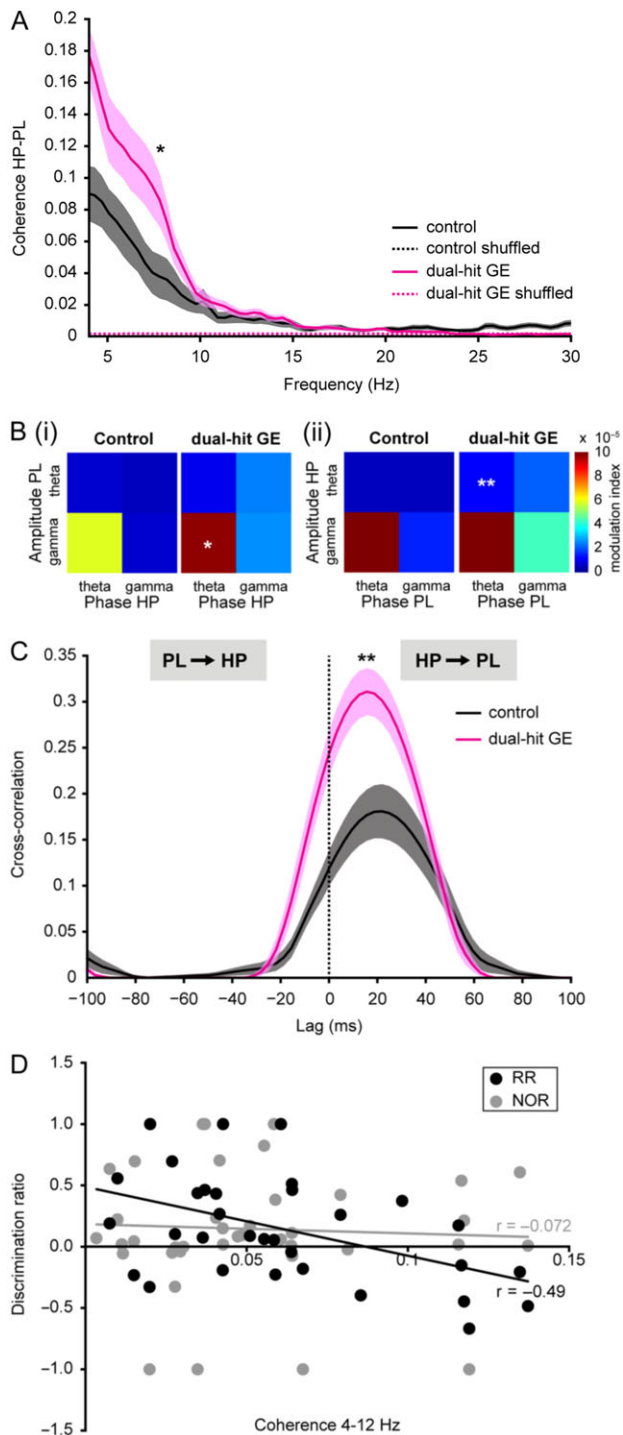 A
0.2
0.18
0.16
0.14
0.12
0.1
0.08
0.06
0.04
0.02
0
Coherence HP-PL
*
control
control shuffled
dual-hit GE
dual-hit GE shuffled
5 10 15 20 25 30
Frequency (Hz)
B (i)
Control dual-hit GE
Amplitude PL
theta
gamma
*
theta gamma theta gamma
Phase HP Phase HP
(ii)
Control dual-hit GE
Amplitude HP
theta
gamma
**
theta gamma theta gamma
Phase PL Phase PL
x 10⁻⁵
10
8
6
4
2
0
modulation index
C
0.35
0.3
0.25
0.2
0.15
0.1
0.05
0
Cross-correlation
PL → HP
**
HP → PL
control
dual-hit GE
−100 −80 −60 −40 −20 0 20 40 60 80 100
Lag (ms)
D
1.5
1.0
0.5
0.0
−0.5
−1.0
−1.5
Discrimination ratio
RR
NOR
r = −0.072
0.05 0.1 0.15
r = −0.49
Coherence 4-12 Hz